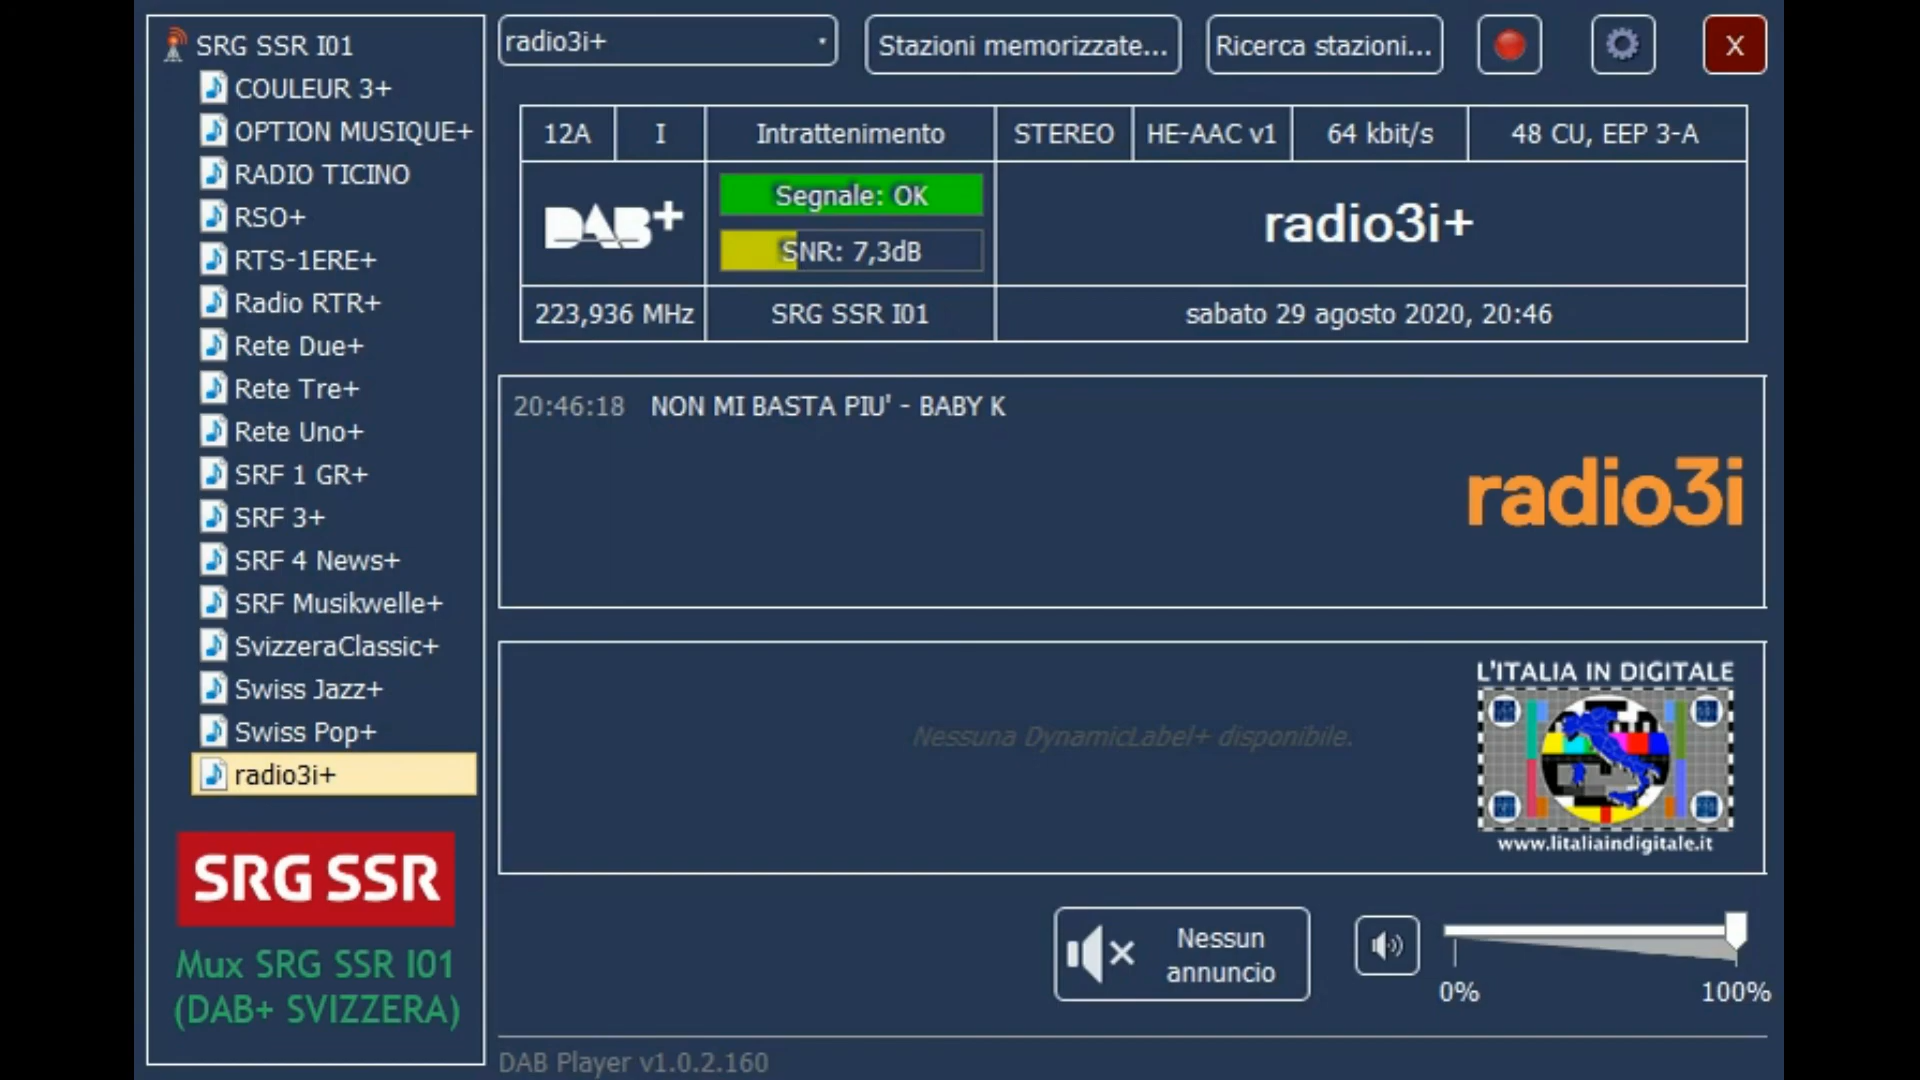 SRG SSR I01
COULEUR 3+
OPTION MUSIQUE+
RADIO TICINO
RSO+
RTS-1ERE+
Radio RTR+
Rete Due+
Rete Tre+
Rete Uno+
SRF 1 GR+
SRF 3+
SRF 4 News+
SRF Musikwelle+
SvizzeraClassic+
Swiss Jazz+
Swiss Pop+
radio3i+
SRG SSR
Mux SRG SSR I01
(DAB+ SVIZZERA)
radio3i+
Stazioni memorizzate...
Ricerca stazioni...
X
12A I Intrattenimento STEREO HE-AAC v1 64 kbit/s 48 CU, EEP 3-A
DAB+
Segnale: OK
SNR: 7,3dB
radio3i+
223,936 MHz SRG SSR I01 sabato 29 agosto 2020, 20:46
20:46:18 NON MI BASTA PIU' - BABY K
radio3i
Nessuna DynamicLabel+ disponibile.
L'ITALIA IN DIGITALE
www.litaliaindigitale.it
Nessun
annuncio
0% 100%
DAB Player v1.0.2.160